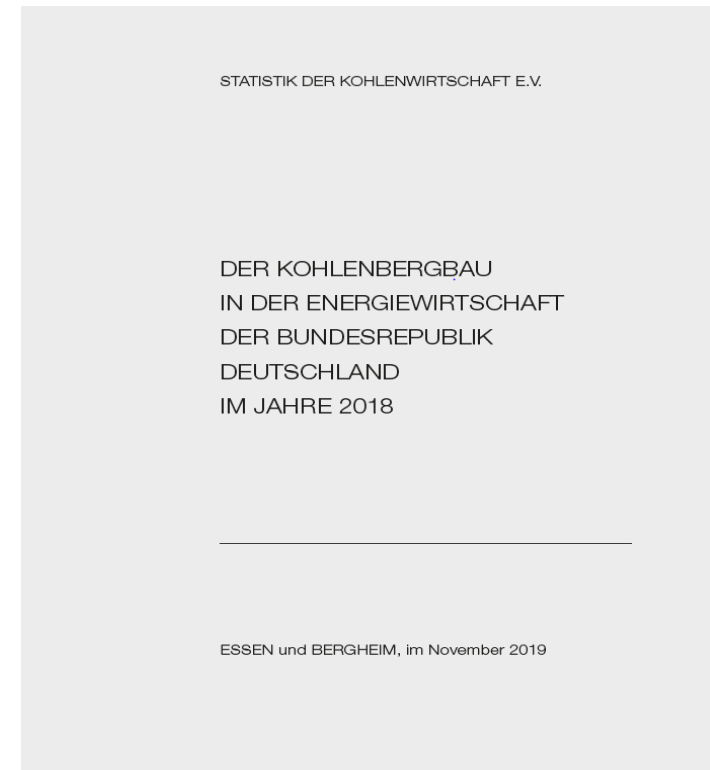 STATISTIK DER KOHLENWIRTSCHAFT E.V.
DER KOHLENBERGBAU
IN DER ENERGIEWIRTSCHAFT
DER BUNDESREPUBLIK
DEUTSCHLAND
IM JAHRE 2018
ESSEN und BERGHEIM, im November 2019